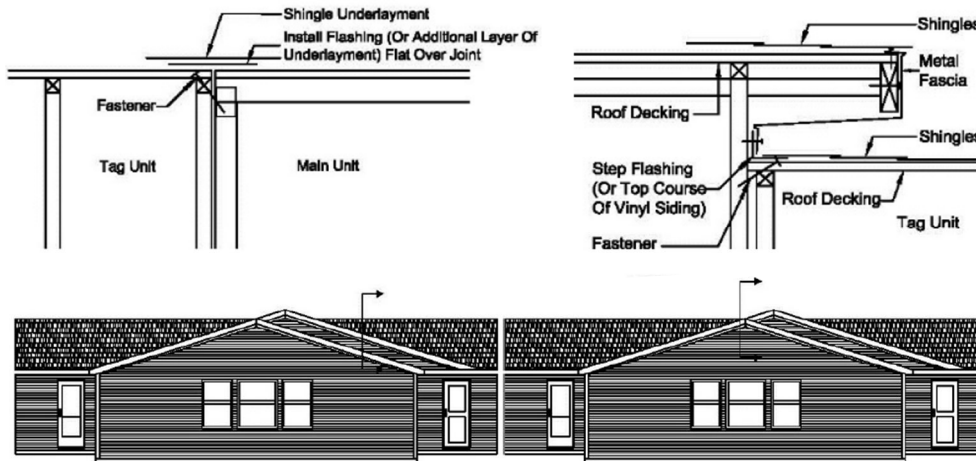 Shingle Underlayment
Install Flashing (Or Additional Layer Of
Underlayment) Flat Over Joint
Fastener
Tag Unit
Main Unit
Shingles
Metal
Fascia
Roof Decking
Shingles
Step Flashing
(Or Top Course
Of Vinyl Siding)
Roof Decking
Tag Unit
Fastener